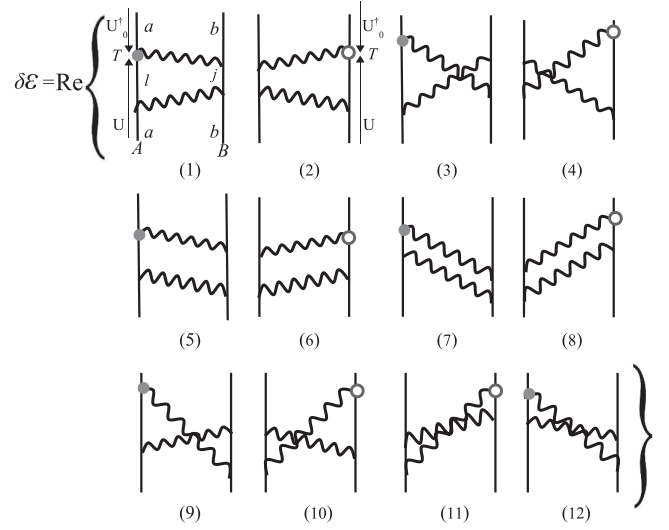 U†₀ a b
T
l j
U
a b
A B
δℰ =Re {
U†₀
T
U
(1) (2) (3) (4)
(5) (6) (7) (8)
(9) (10) (11) (12)
}